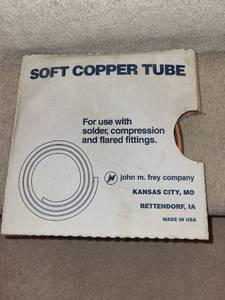 SOFT COPPER TUBE
For use with
solder, compression
and flared fittings.
john m. frey company
KANSAS CITY, MO
BETTENDORF, IA
MADE IN USA